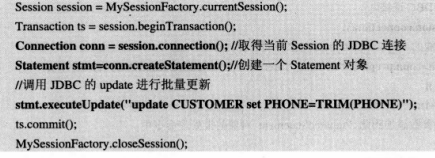 Session session = MySessionFactory.currentSession();
Transaction ts = session.beginTransaction();
Connection conn = session.connection(); //取得当前 Session 的 JDBC 连接
Statement stmt=conn.createStatement();//创建一个 Statement 对象
//调用 JDBC 的 update 进行批量更新
stmt.executeUpdate("update CUSTOMER set PHONE=TRIM(PHONE)");
ts.commit();
MySessionFactory.closeSession();